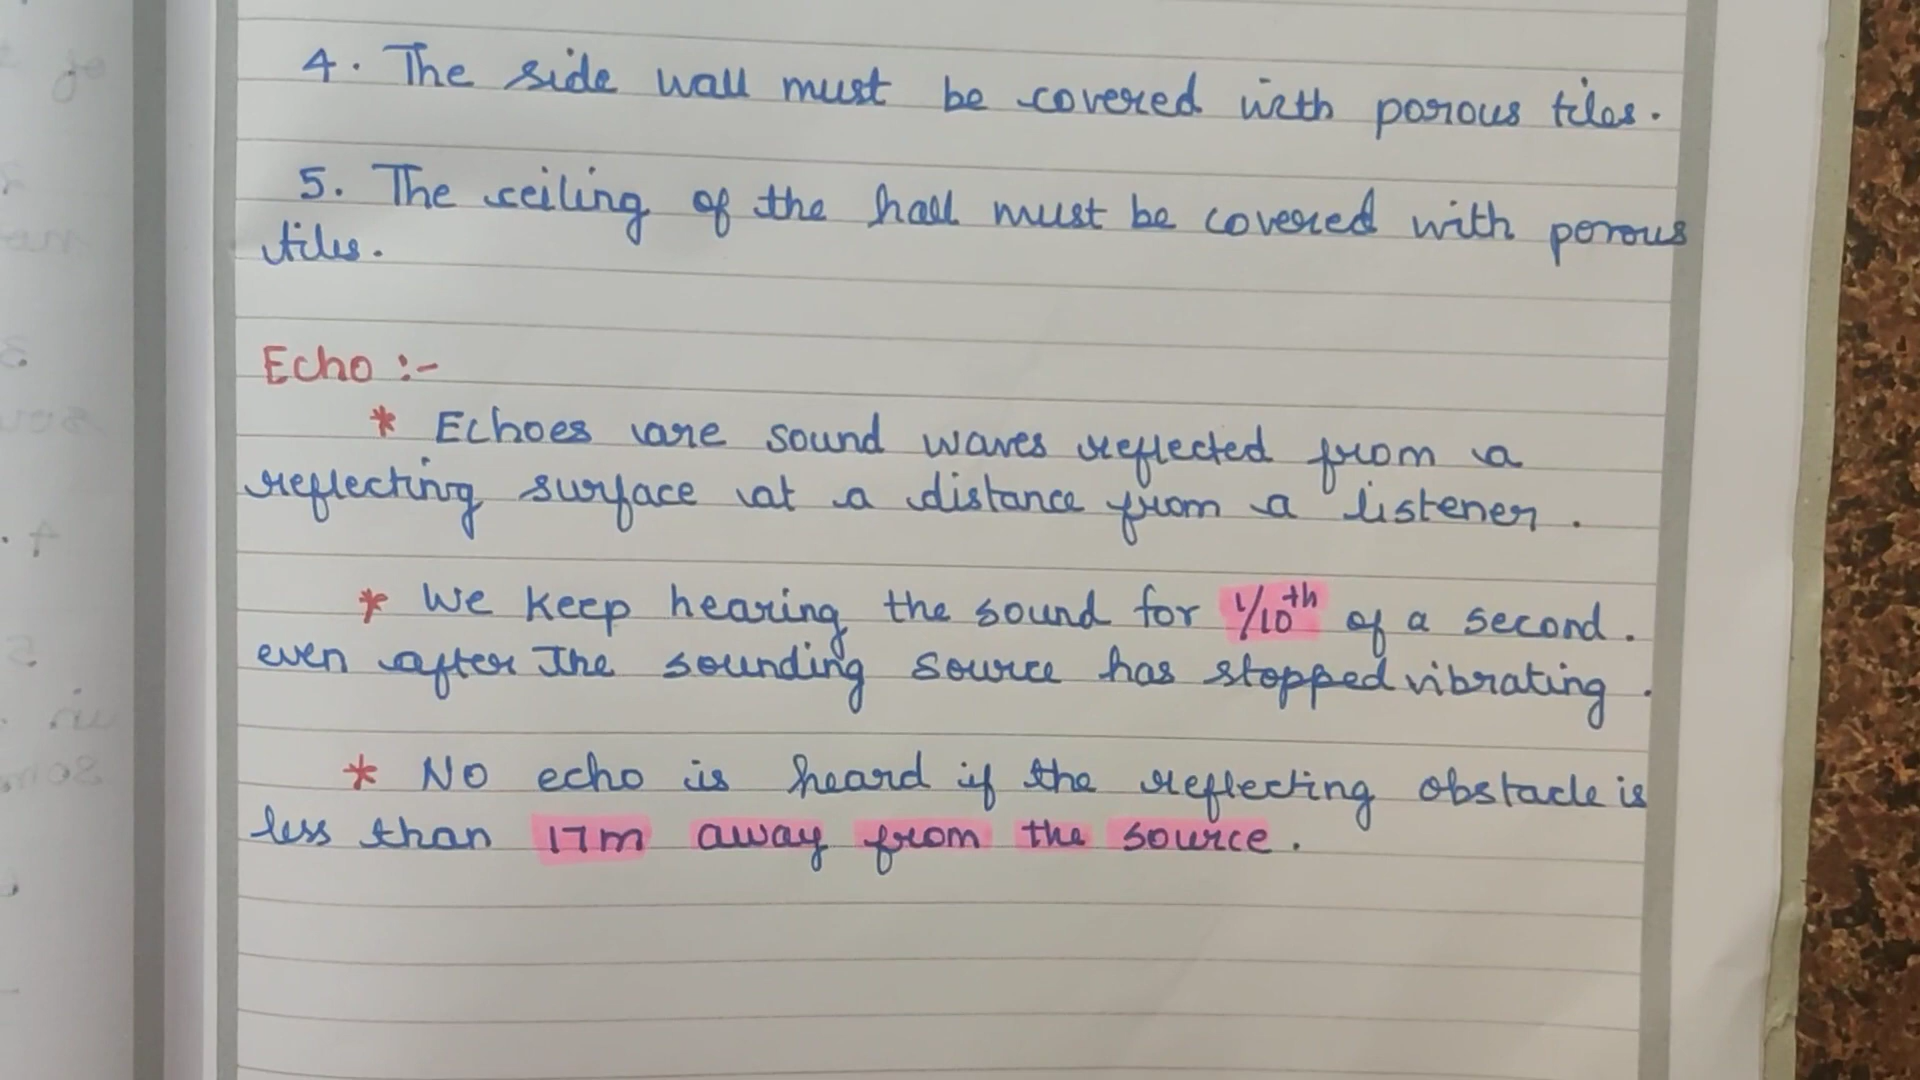 4. The side wall must be covered with porous tiles.
5. The ceiling of the hall must be covered with porous
tiles.
Echo :-
* Echoes are sound waves reflected from a
reflecting surface at a distance from a listener.
* We keep hearing the sound for 1/10th of a second.
even after the sounding source has stopped vibrating.
* No echo is heard if the reflecting obstacle is
less than 17m away from the source.